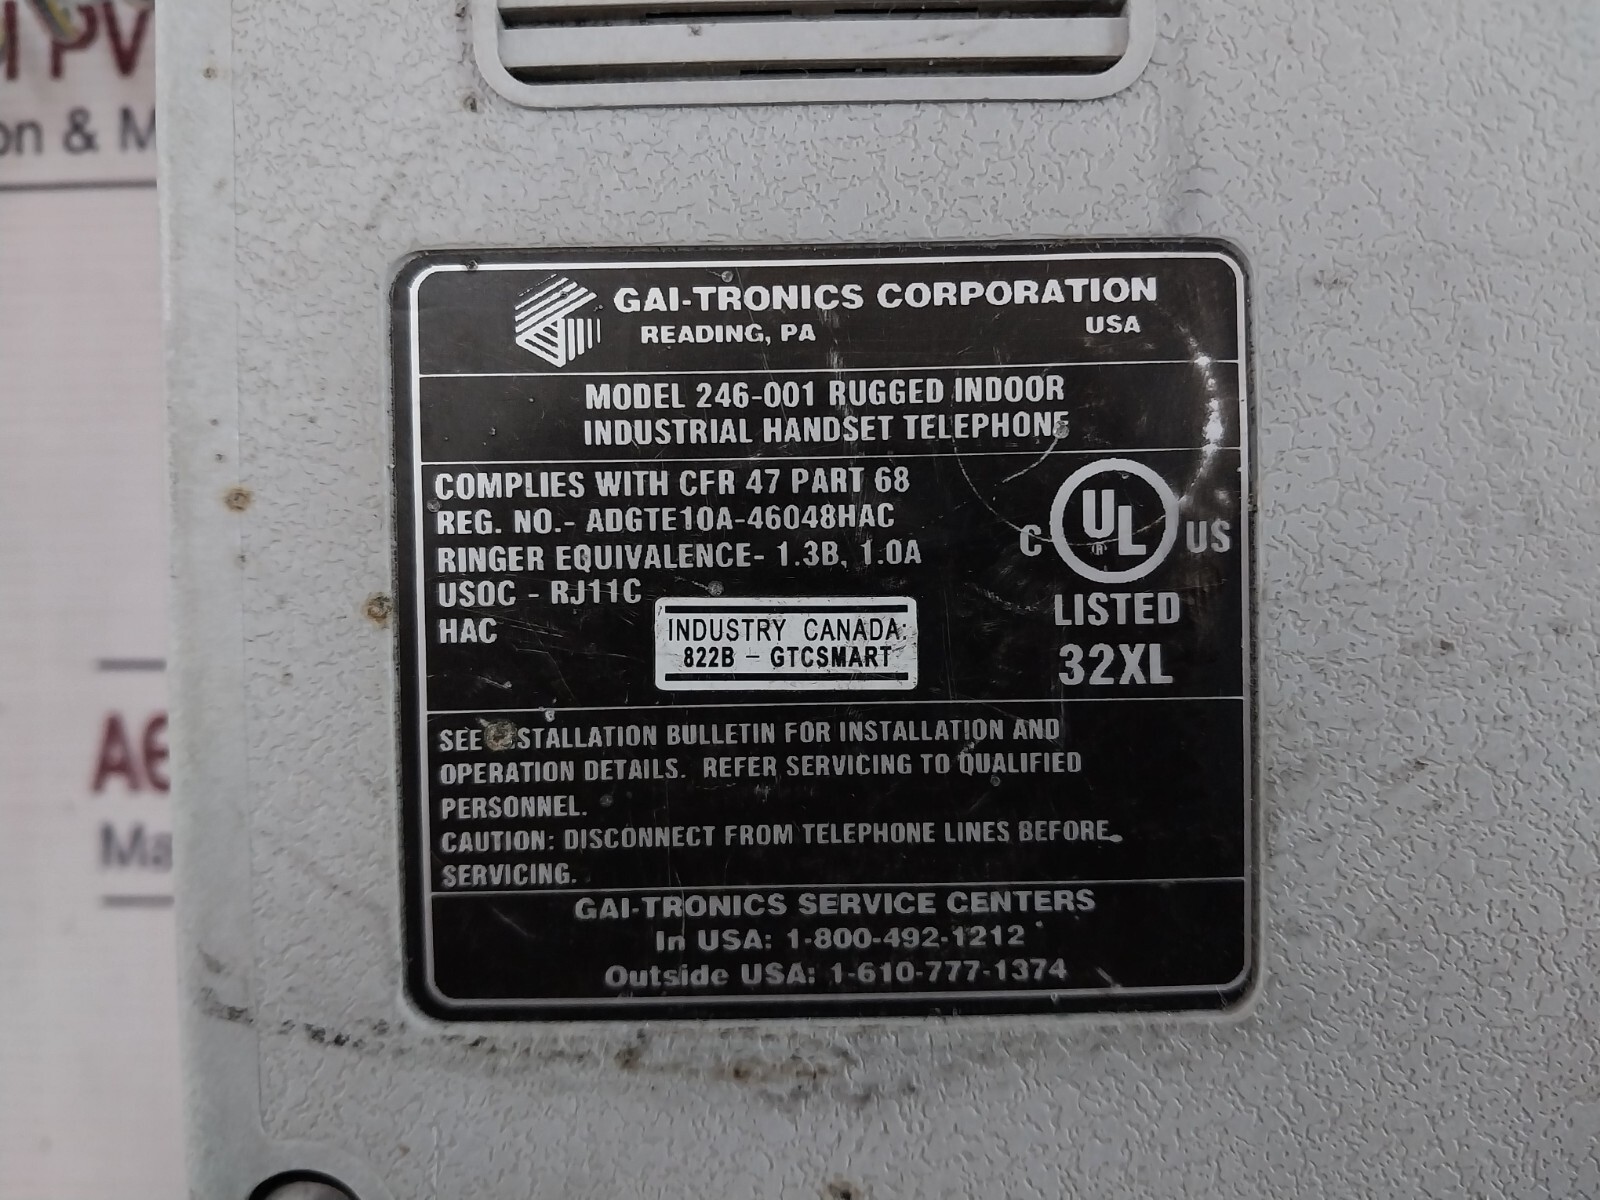 on & M
GAI-TRONICS CORPORATION
READING, PA USA
MODEL 246-001 RUGGED INDOOR
INDUSTRIAL HANDSET TELEPHONE
COMPLIES WITH CFR 47 PART 68
REG. NO.- ADGTE10A-46048HAC
RINGER EQUIVALENCE- 1.3B, 1.0A
USOC - RJ11C
HAC
INDUSTRY CANADA:
822B - GTCSMART
C UL (R) US
LISTED
32XL
SEE STALLATION BULLETIN FOR INSTALLATION AND
OPERATION DETAILS. REFER SERVICING TO QUALIFIED
PERSONNEL.
CAUTION: DISCONNECT FROM TELEPHONE LINES BEFORE
SERVICING.
GAI-TRONICS SERVICE CENTERS
In USA: 1-800-492-1212
Outside USA: 1-610-777-1374
Ma